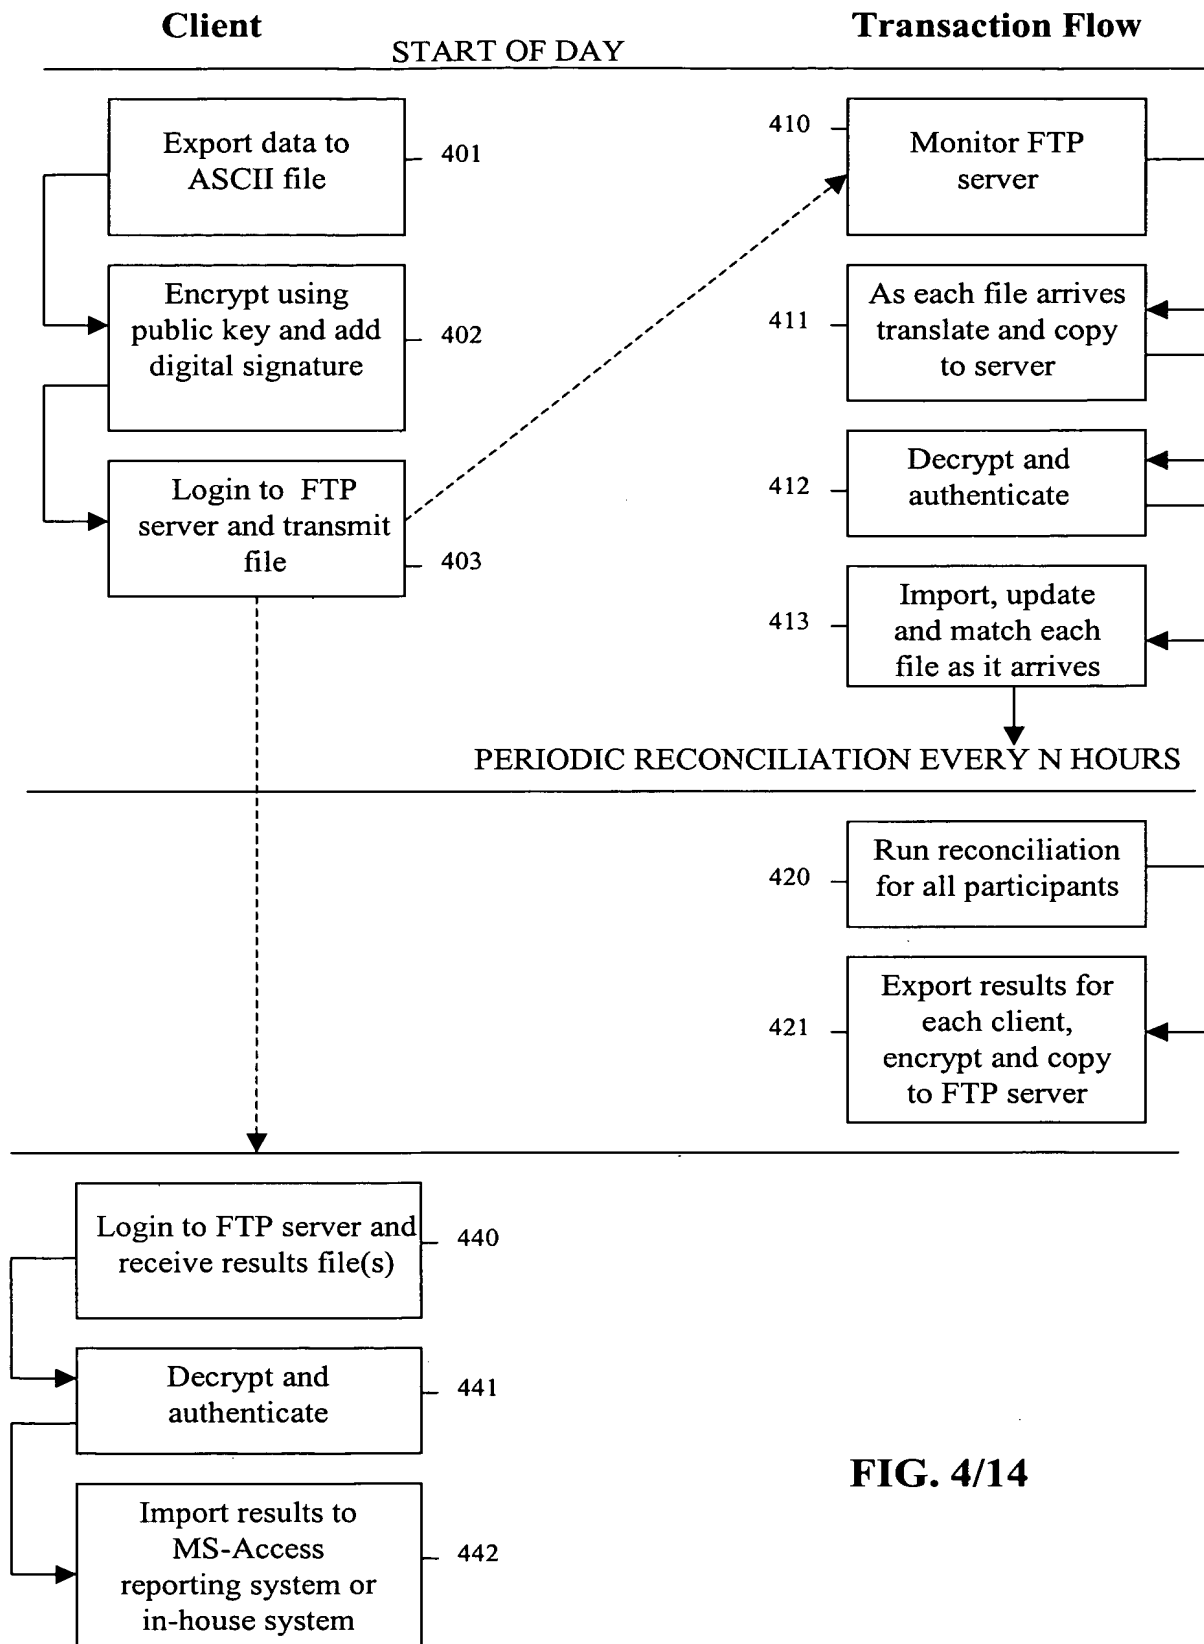 Client
Transaction Flow
START OF DAY
Export data to
ASCII file
401
Encrypt using
public key and add
digital signature
402
Login to FTP
server and transmit
file
403
410
Monitor FTP
server
411
As each file arrives
translate and copy
to server
412
Decrypt and
authenticate
413
Import, update
and match each
file as it arrives
PERIODIC RECONCILIATION EVERY N HOURS
420
Run reconciliation
for all participants
421
Export results for
each client,
encrypt and copy
to FTP server
Login to FTP server and
receive results file(s)
440
Decrypt and
authenticate
441
Import results to
MS-Access
reporting system or
in-house system
442
FIG. 4/14